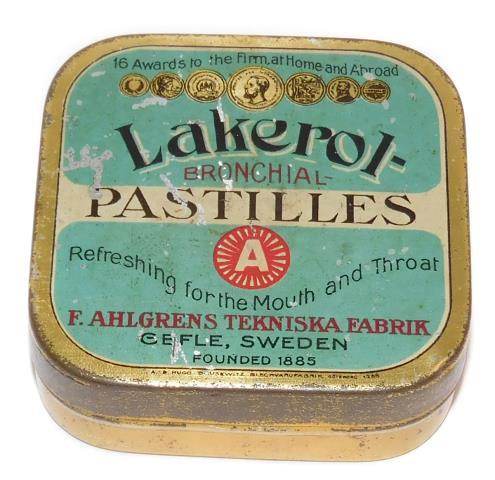 16 Awards to the Firm, at Home and Abroad
Lakerol-
BRONCHIAL-
PASTILLES
A
Refreshing for the Mouth and Throat
F. AHLGRENS TEKNISKA FABRIK
GEFLE, SWEDEN
FOUNDED 1885
HUGO